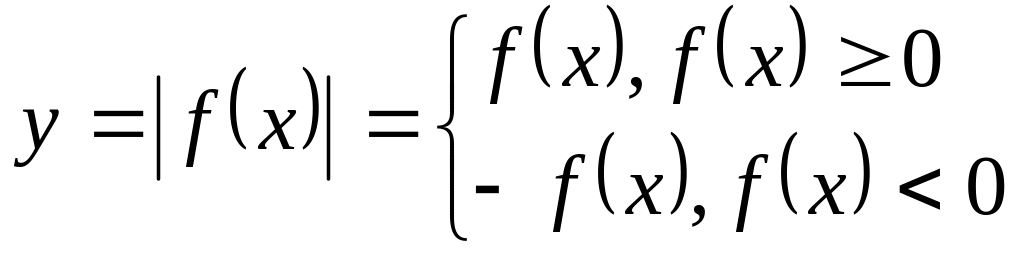 y = |f(x)| = { f(x), f(x) ≥ 0
- f(x), f(x) < 0